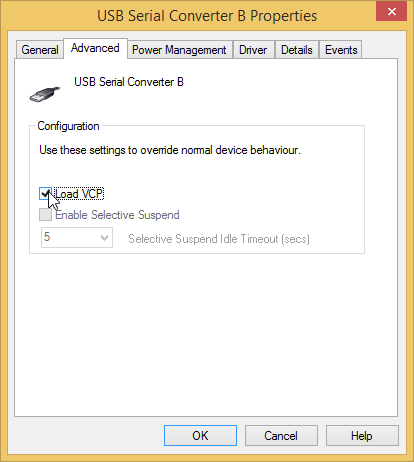 USB Serial Converter B Properties
General Advanced Power Management Driver Details Events
USB Serial Converter B
Configuration
Use these settings to override normal device behaviour.
Load VCP
Enable Selective Suspend
5 Selective Suspend Idle Timeout (secs)
OK Cancel Help